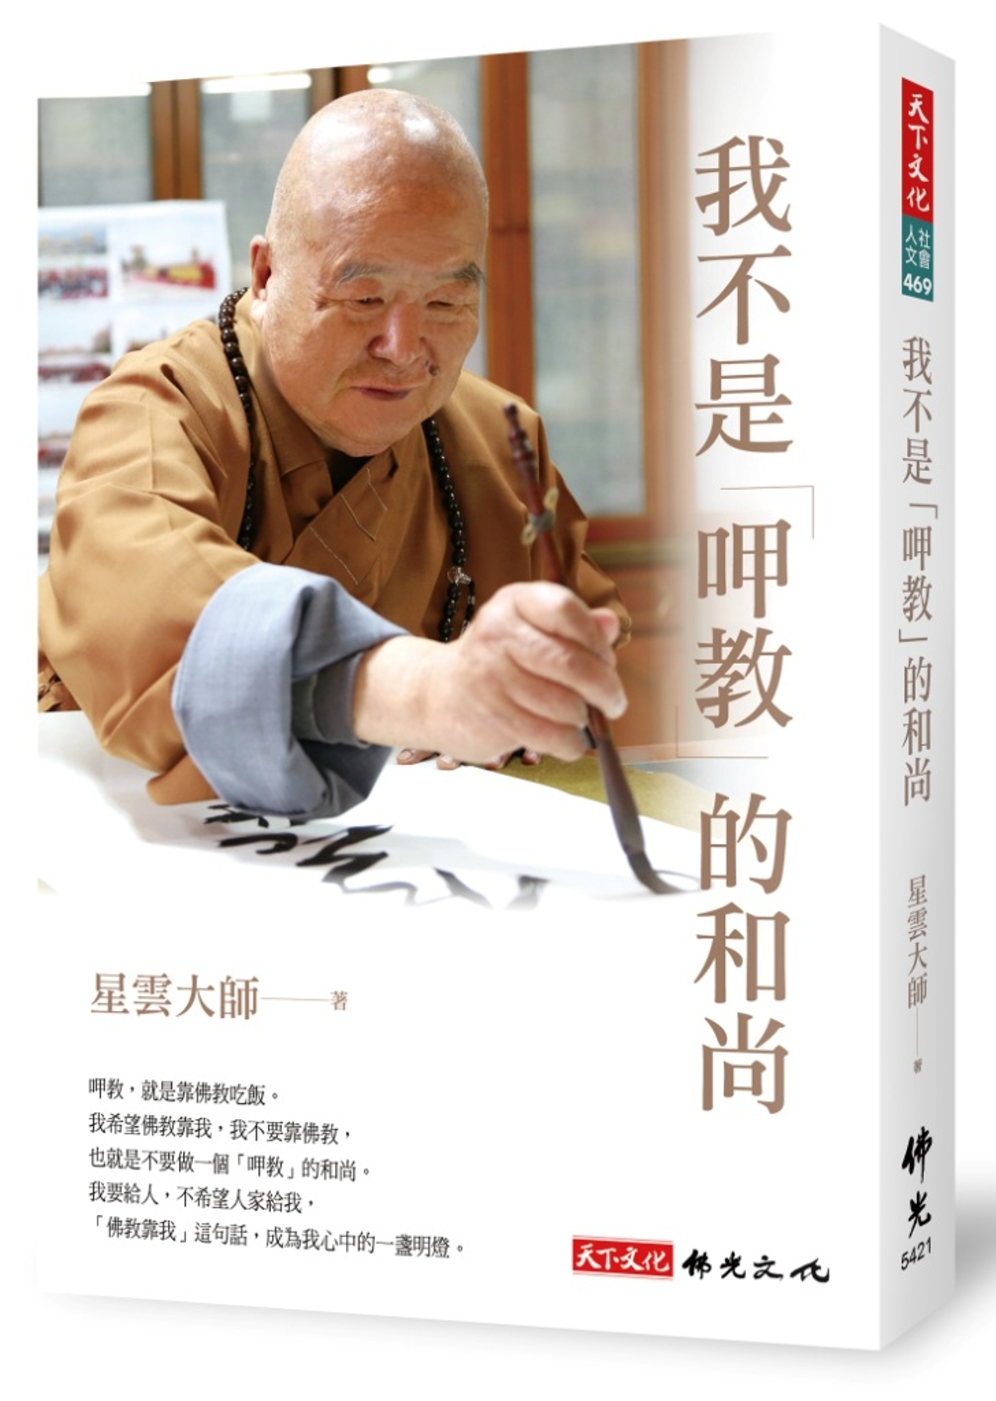 我不是「呷教」的和尚
星雲大師——著
呷教，就是靠佛教吃飯。
我希望佛教靠我，我不要靠佛教，
也就是不要做一個「呷教」的和尚。
我要給人，不希望人家給我，
「佛教靠我」這句話，成為我心中的一盞明燈。
天下文化 佛光文化
天下文化
社會
人文
469
我不是「呷教」的和尚
星雲大師——著
佛光
5421